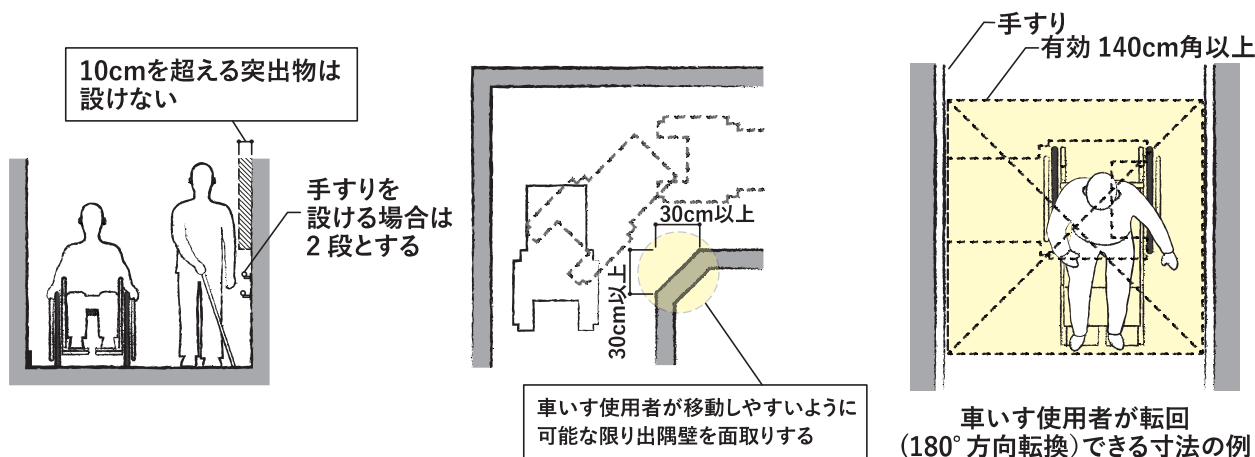 10cmを超える突出物は
設けない
手すりを
設ける場合は
2段とする
30cm以上
30cm以上
車いす使用者が移動しやすいように
可能な限り出隅壁を面取りする
手すり
有効 140cm角以上
車いす使用者が転回
(180°方向転換)できる寸法の例